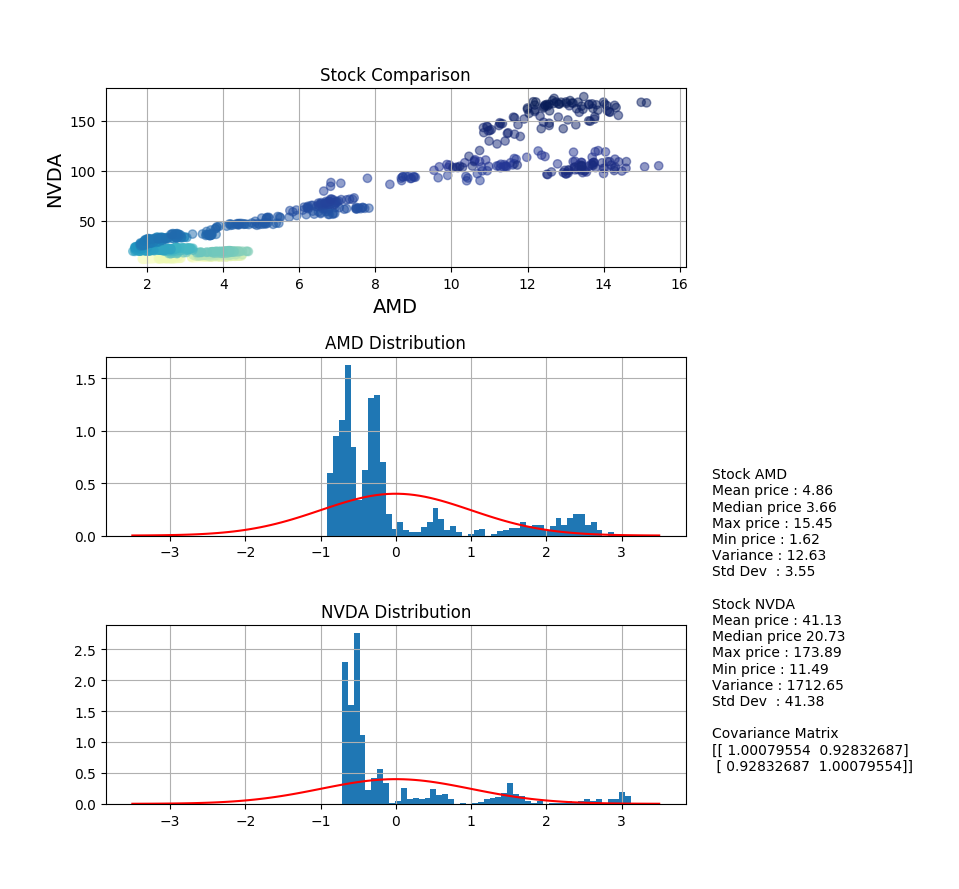 Stock Comparison
150
100
50
NVDA
2 4 6 8 10 12 14 16
AMD
AMD Distribution
1.5
1.0
0.5
0.0
−3 −2 −1 0 1 2 3
NVDA Distribution
2.5
2.0
1.5
1.0
0.5
0.0
−3 −2 −1 0 1 2 3
Stock AMD
Mean price : 4.86
Median price 3.66
Max price : 15.45
Min price : 1.62
Variance : 12.63
Std Dev  : 3.55
Stock NVDA
Mean price : 41.13
Median price 20.73
Max price : 173.89
Min price : 11.49
Variance : 1712.65
Std Dev  : 41.38
Covariance Matrix
[[ 1.00079554  0.92832687]
[ 0.92832687  1.00079554]]